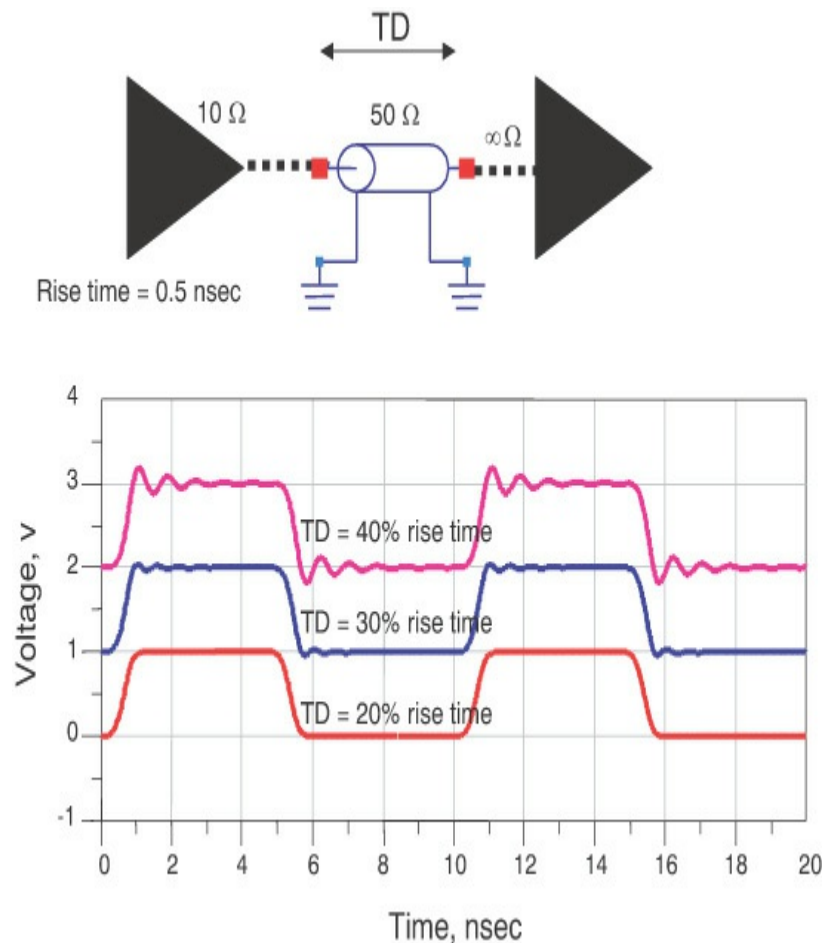 TD
10 Ω
50 Ω
∞Ω
Rise time = 0.5 nsec
4
3
2
1
0
-1
Voltage, v
TD = 40% rise time
TD = 30% rise time
TD = 20% rise time
0 2 4 6 8 10 12 14 16 18 20
Time, nsec